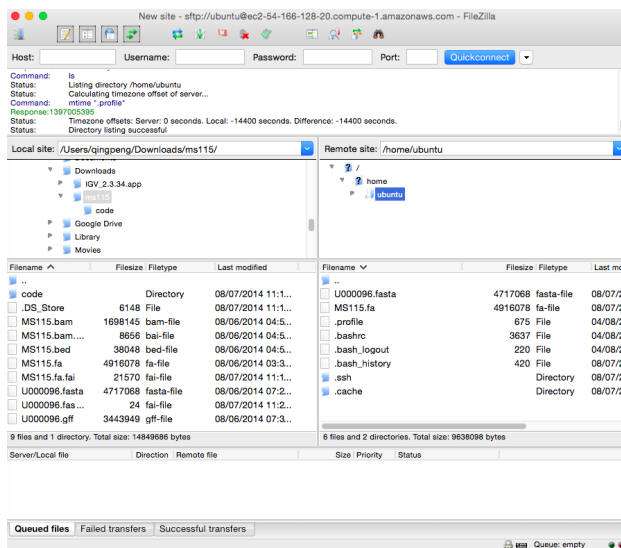 New site - sftp://ubuntu@ec2-54-166-128-20.compute-1.amazonaws.com - FileZilla
Host: Username: Password: Port: Quickconnect
Command: ls
Status: Listing directory /home/ubuntu
Status: Calculating timezone offset of server...
Command: mtime ".profile"
Response:1397005395
Status: Timezone offsets: Server: 0 seconds. Local: -14400 seconds. Difference: -14400 seconds.
Status: Directory listing successful
Local site: /Users/qingpeng/Downloads/ms115/ Remote site: /home/ubuntu
Downloads /
IGV_2.3.34.app home
ms115 ubuntu
code
Google Drive
Library
Movies
Filename Filesize Filetype Last modified Filename Filesize Filetype Last mo
.. ..
code Directory 08/07/2014 11:1... U000096.fasta 4717068 fasta-file 08/07/2
.DS_Store 6148 File 08/07/2014 11:1... MS115.fa 4916078 fa-file 08/07/2
MS115.bam 1698145 bam-file 08/06/2014 04:5... .profile 675 File 04/08/2
MS115.bam.... 8656 bai-file 08/06/2014 04:5... .bashrc 3637 File 04/08/2
MS115.bed 38048 bed-file 08/06/2014 04:5... .bash_logout 220 File 04/08/2
MS115.fa 4916078 fa-file 08/06/2014 03:3... .bash_history 420 File 08/07/2
MS115.fa.fai 21570 fai-file 08/07/2014 11:1... .ssh Directory 08/07/2
U000096.fasta 4717068 fasta-file 08/06/2014 07:2... .cache Directory 08/07/2
U000096.fas... 24 fai-file 08/07/2014 11:2...
U000096.gff 3443949 gff-file 08/06/2014 07:3...
9 files and 1 directory. Total size: 14849686 bytes 6 files and 2 directories. Total size: 9638098 bytes
Server/Local file Direction Remote file Size Priority Status
Queued files Failed transfers Successful transfers
Queue: empty